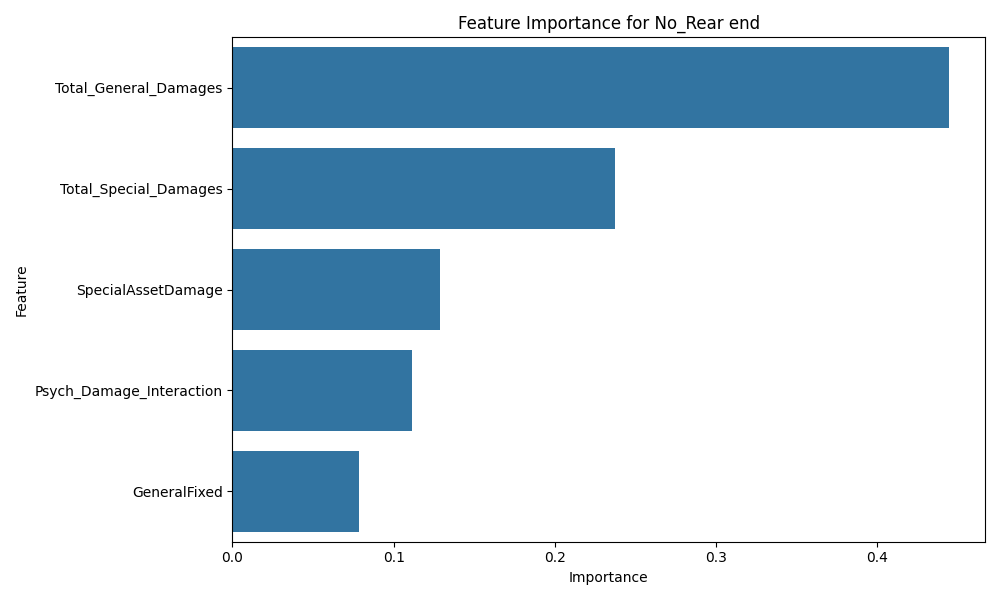 Feature Importance for No_Rear end
Total_General_Damages
Total_Special_Damages
SpecialAssetDamage
Psych_Damage_Interaction
GeneralFixed
Feature
0.0 0.1 0.2 0.3 0.4
Importance